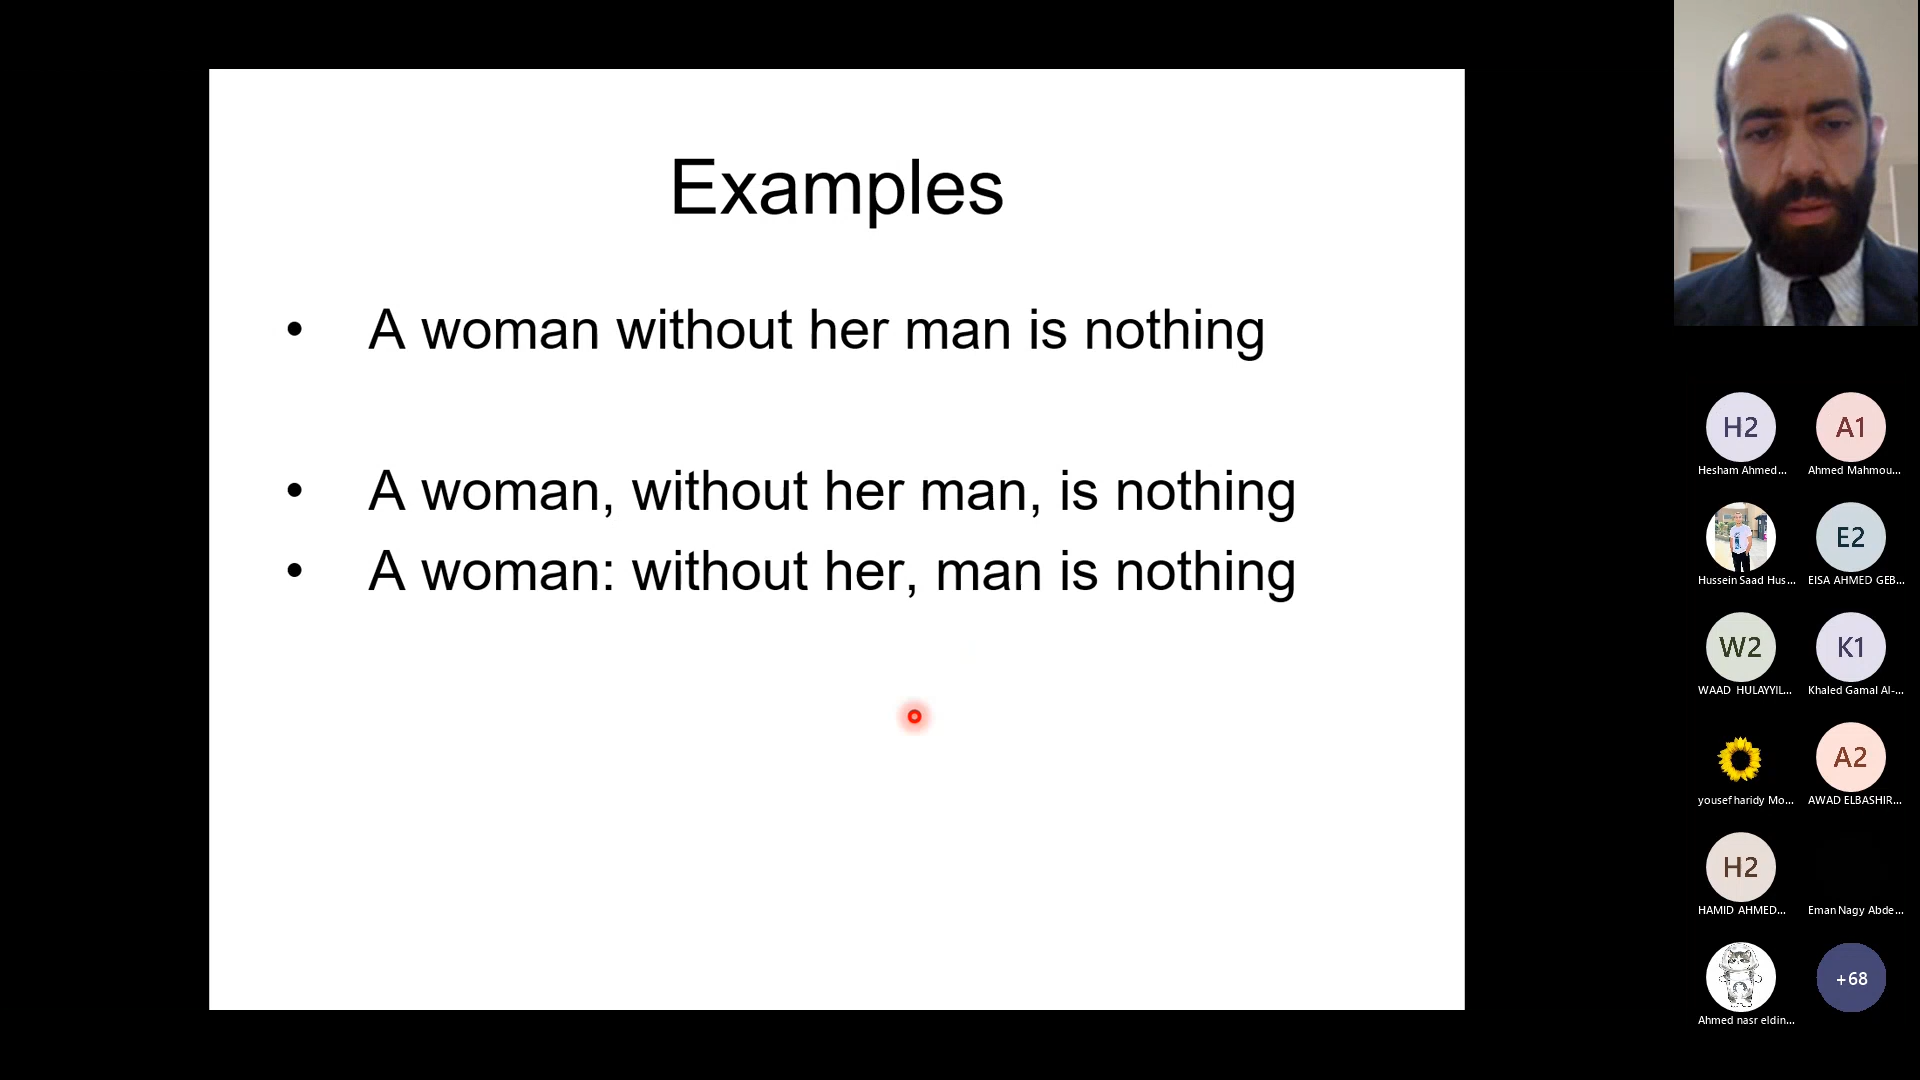 Examples
• A woman without her man is nothing
• A woman, without her man, is nothing
• A woman: without her, man is nothing
H2 A1
Hesham Ahmed... Ahmed Mahmou...
Hussein Saad Hus... E2
EISA AHMED GEB...
W2 K1
WAAD HULAYYIL... Khaled Gamal Al-...
A2
yousef haridy Mo... AWAD ELBASHIR...
H2
HAMID AHMED... Eman Nagy Abde...
+68
Ahmed nasr eldin...